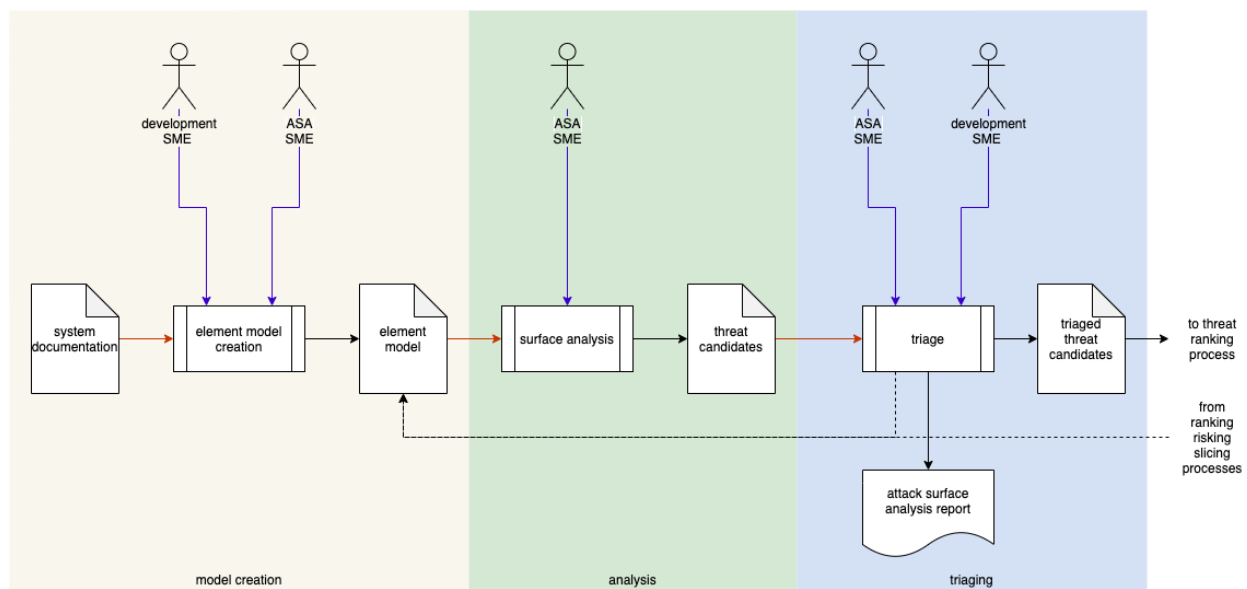 development
SME
ASA
SME
ASA
SME
ASA
SME
development
SME
system
documentation
element model
creation
element
model
surface analysis
threat
candidates
triage
triaged
threat
candidates
to threat
ranking
process
from
ranking
risking
slicing
processes
attack surface
analysis report
model creation
analysis
triaging